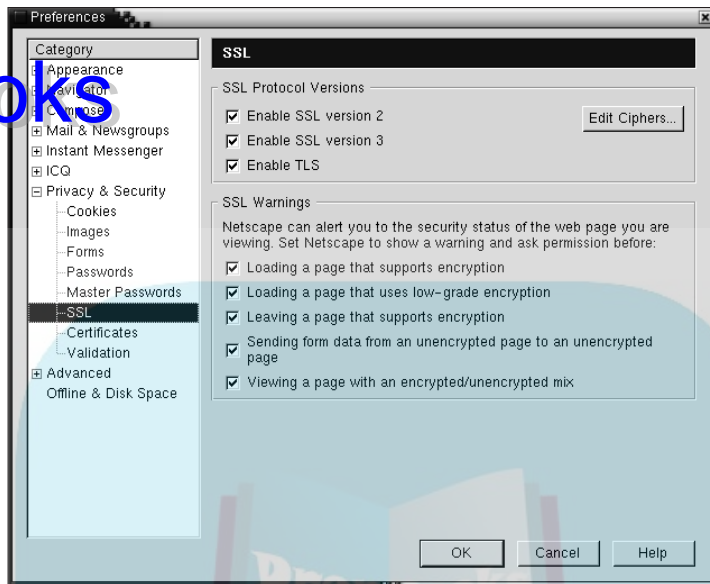 Preferences
Category
Appearance
Navigator
Composer
Mail & Newsgroups
Instant Messenger
ICQ
Privacy & Security
Cookies
Images
Forms
Passwords
Master Passwords
SSL
Certificates
Validation
Advanced
Offline & Disk Space
oks
SSL
SSL Protocol Versions
Enable SSL version 2
Edit Ciphers...
Enable SSL version 3
Enable TLS
SSL Warnings
Netscape can alert you to the security status of the web page you are
viewing. Set Netscape to show a warning and ask permission before:
Loading a page that supports encryption
Loading a page that uses low-grade encryption
Leaving a page that supports encryption
Sending form data from an unencrypted page to an unencrypted
page
Viewing a page with an encrypted/unencrypted mix
OK
Cancel
Help